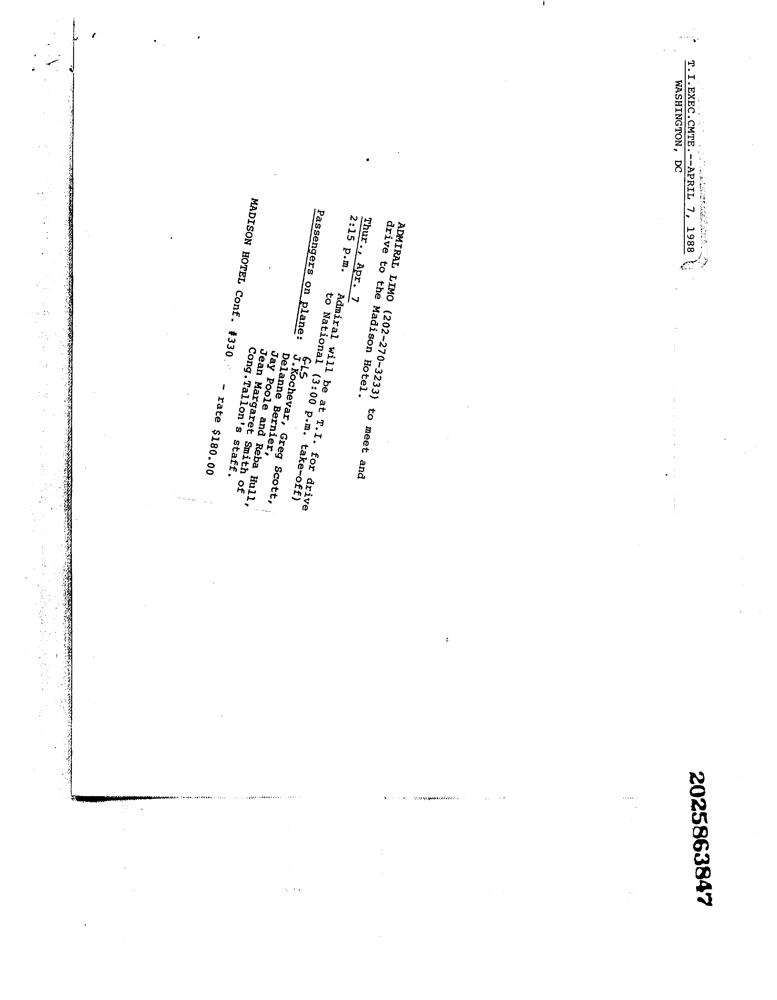 T.I.EXEC.CMTE.--APRIL 7, 1988
WASHINGTON, DC
ADMIRAL LIMO (202-270-3233) to meet and
drive to the Madison Hotel.
Thur., Apr. 7
2:15 p.m. Admiral will be at T.I. for drive
to National (3:00 p.m. take-off)
Passengers on plane: GLS
J.Kochevar, Greg Scott,
Delanne Bernier,
Jay Poole and Reba Hull,
Jean Margaret Smith of
Cong.Tallon's staff.
MADISON HOTEL Conf. #330 - rate $180.00
2025863847